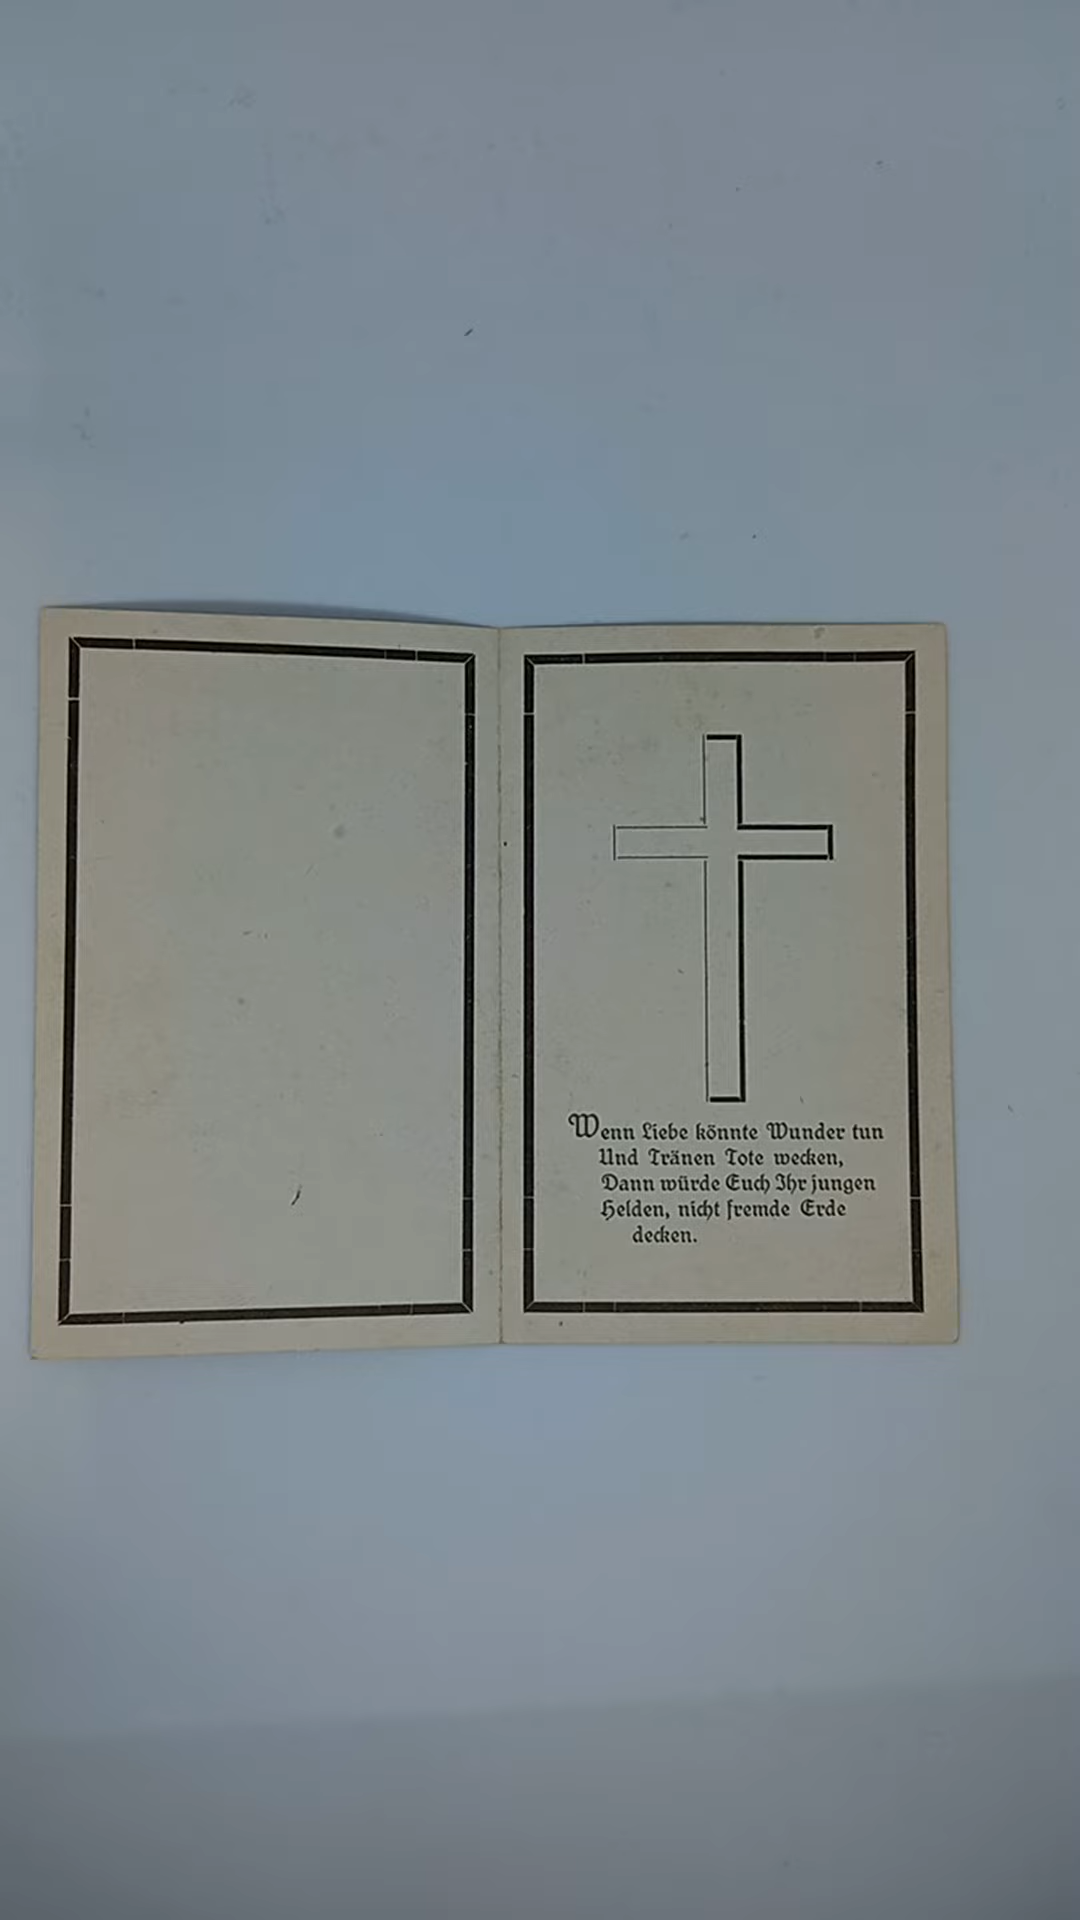 Wenn Liebe könnte Wunder tun
Und Tränen Tote wecken,
Dann würde Euch Ihr jungen
Helden, nicht fremde Erde
decken.